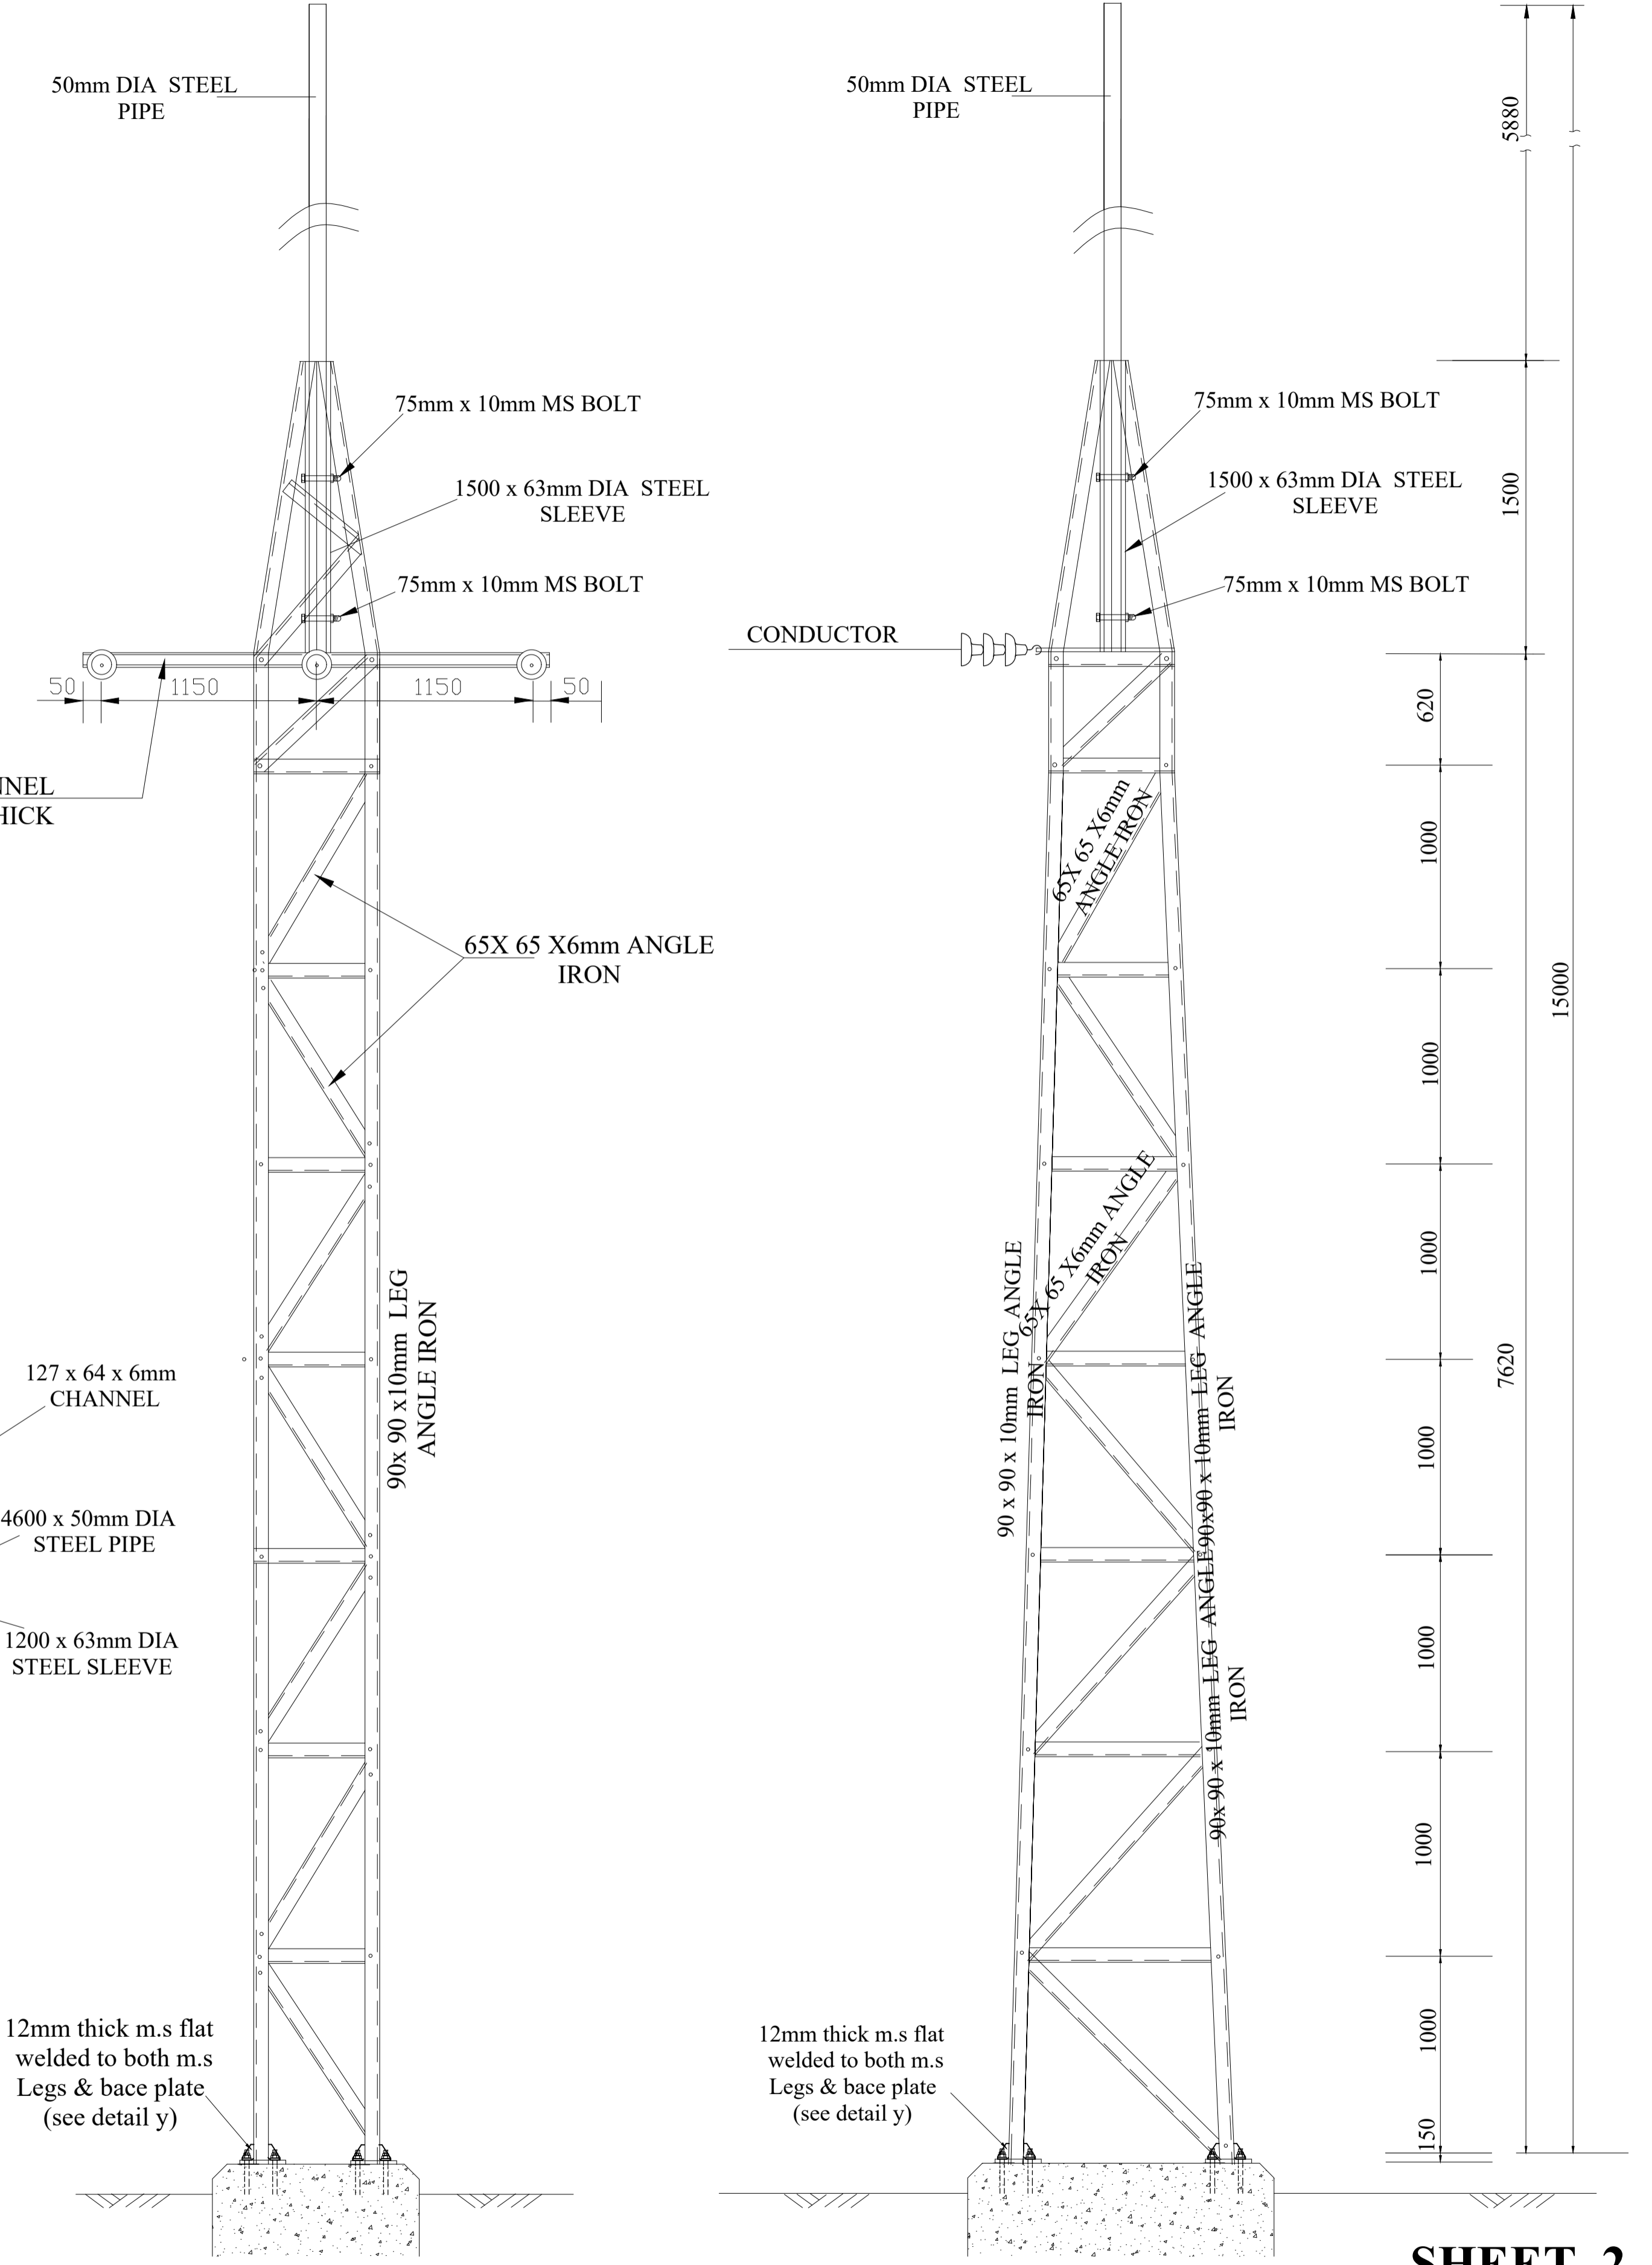 50mm DIA STEEL
PIPE
75mm x 10mm MS BOLT
1500 x 63mm DIA STEEL
SLEEVE
75mm x 10mm MS BOLT
50
1150
1150
50
NNEL
HICK
65X 65 X6mm ANGLE
IRON
90x 90 x10mm LEG
ANGLE IRON
127 x 64 x 6mm
CHANNEL
4600 x 50mm DIA
STEEL PIPE
1200 x 63mm DIA
STEEL SLEEVE
12mm thick m.s flat
welded to both m.s
Legs & bace plate
(see detail y)
50mm DIA STEEL
PIPE
75mm x 10mm MS BOLT
1500 x 63mm DIA STEEL
SLEEVE
75mm x 10mm MS BOLT
CONDUCTOR
65X 65 X6mm
ANGLE IRON
65X 65 X6mm ANGLE
IRON
90 x 90 x 10mm LEG ANGLE
IRON
90x90 x 10mm LEG ANGLE
IRON
90x 90 x 10mm LEG ANGLE
IRON
12mm thick m.s flat
welded to both m.s
Legs & bace plate
(see detail y)
5880
1500
620
1000
1000
1000
1000
1000
1000
1000
150
7620
15000
SHEET 2